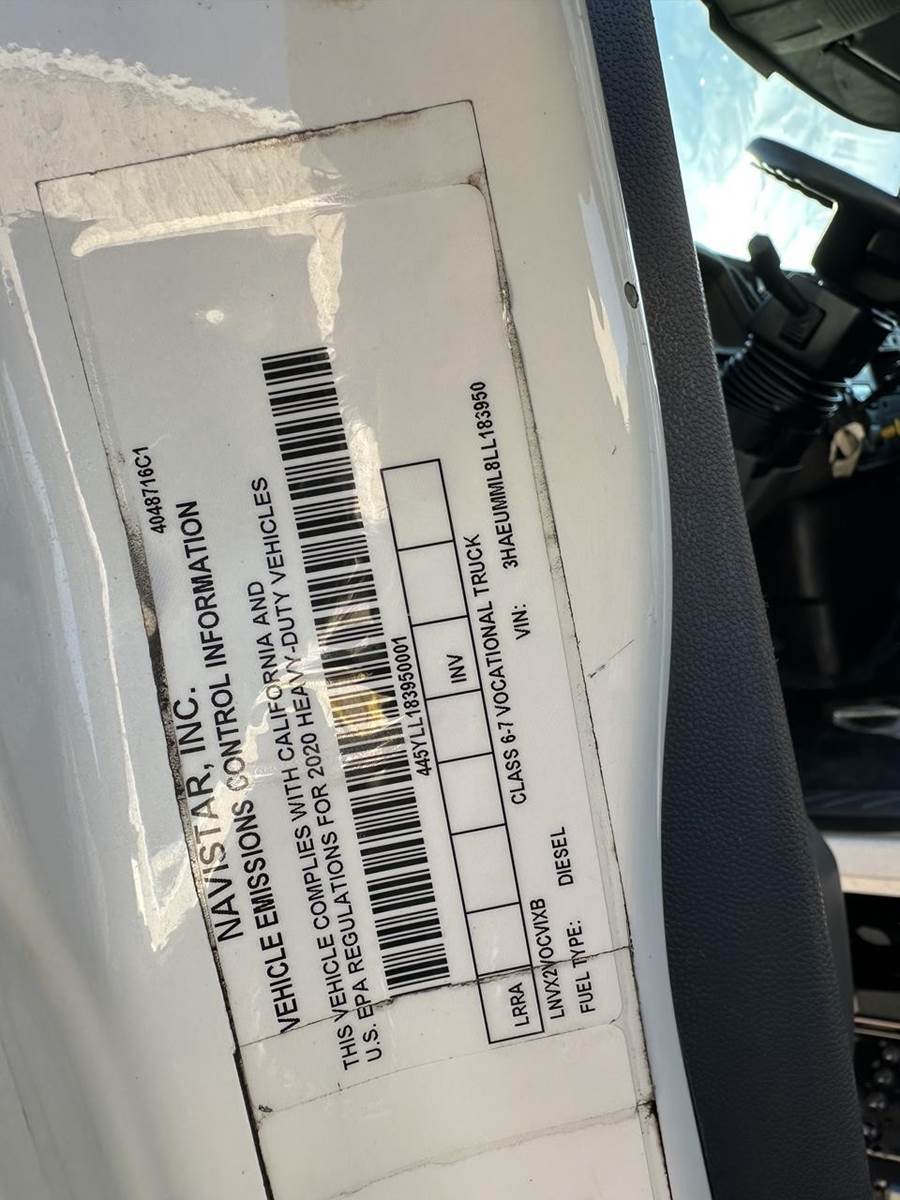 4048716C1
NAVISTAR, INC.
VEHICLE EMISSIONS CONTROL INFORMATION
THIS VEHICLE COMPLIES WITH CALIFORNIA AND
U.S. EPA REGULATIONS FOR 2020 HEAVY-DUTY VEHICLES
445YLL183950001
LRRA INV
LNVX2VOCVIXB CLASS 6-7 VOCATIONAL TRUCK
FUEL TYPE: DIESEL VIN: 3HAEUMML8LL183950